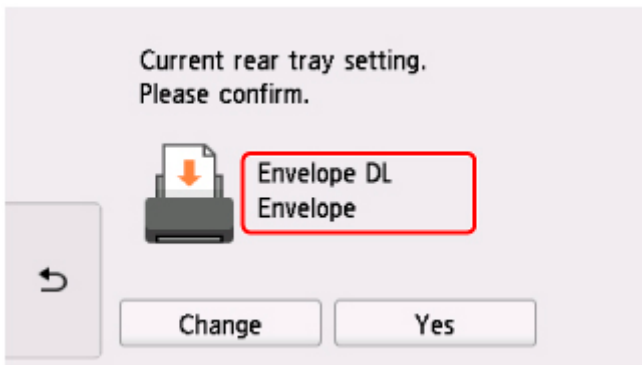 Current rear tray setting.
Please confirm.
Envelope DL
Envelope
Change
Yes